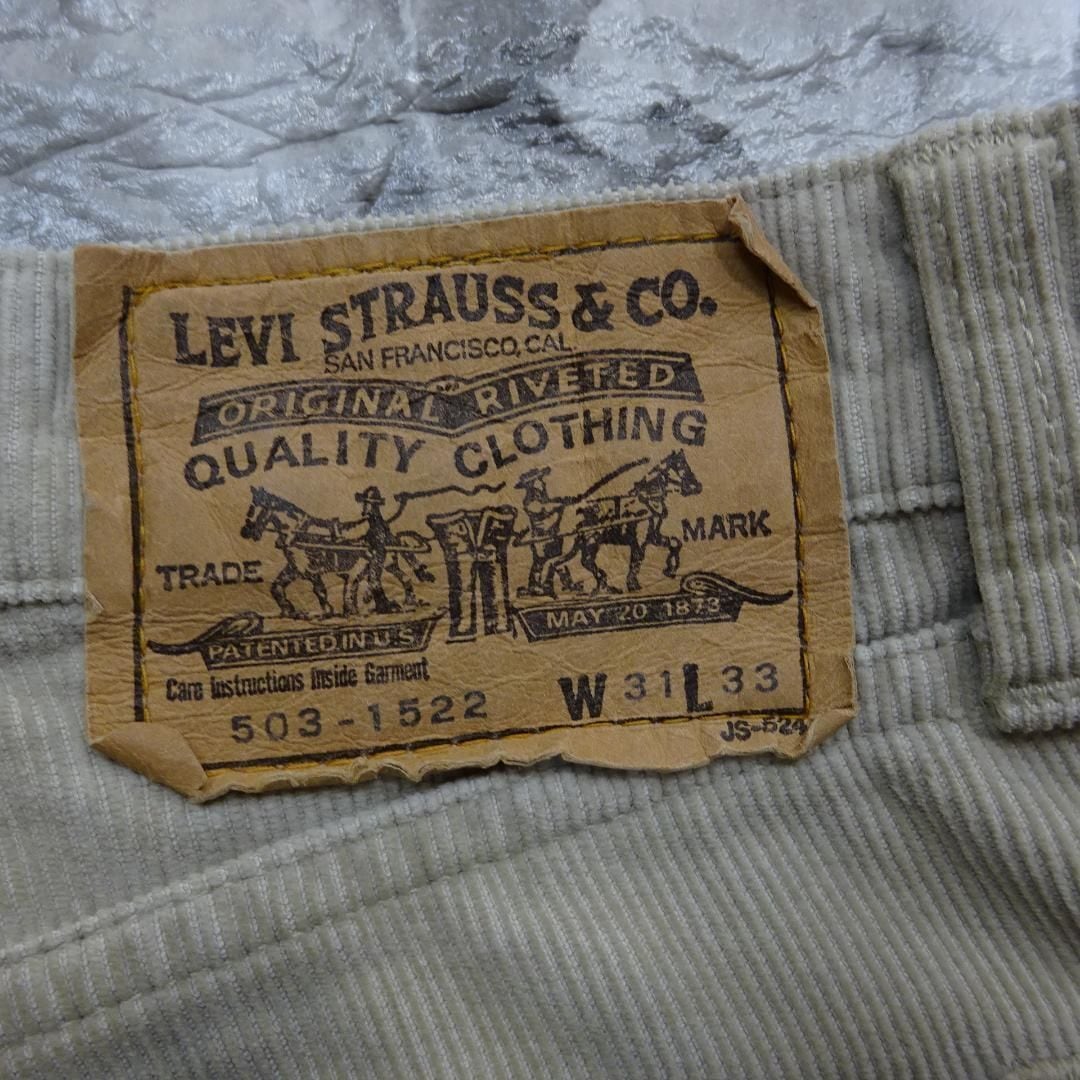 LEVI STRAUSS & CO.
SAN FRANCISCO, CAL.
ORIGINAL RIVETED
QUALITY CLOTHING
TRADE MARK
PATENTED IN U.S. MAY 20 1873
Care Instructions Inside Garment
503-1522 W 31 L 33
JS-524